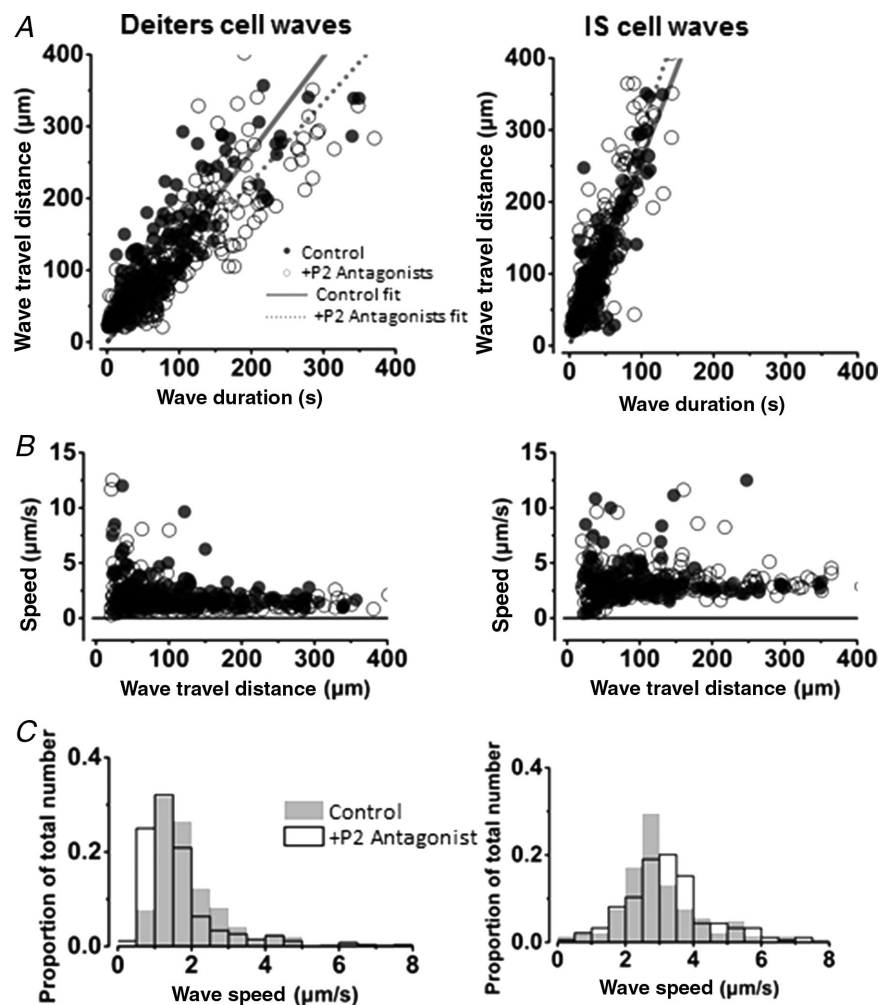 A
Deiters cell waves
IS cell waves
400
300
200
100
0
Wave travel distance (μm)
Control
+P2 Antagonists
Control fit
+P2 Antagonists fit
0 100 200 300 400
Wave duration (s)
400
300
200
100
0
Wave travel distance (μm)
0 100 200 300 400
Wave duration (s)
B
15
10
5
0
Speed (μm/s)
0 100 200 300 400
Wave travel distance (μm)
15
10
5
0
Speed (μm/s)
0 100 200 300 400
Wave travel distance (μm)
C
0.4
0.2
0.0
Proportion of total number
Control
+P2 Antagonist
0 2 4 6 8
Wave speed (μm/s)
0.4
0.2
0.0
Proportion of total number
0 2 4 6 8
Wave speed (μm/s)